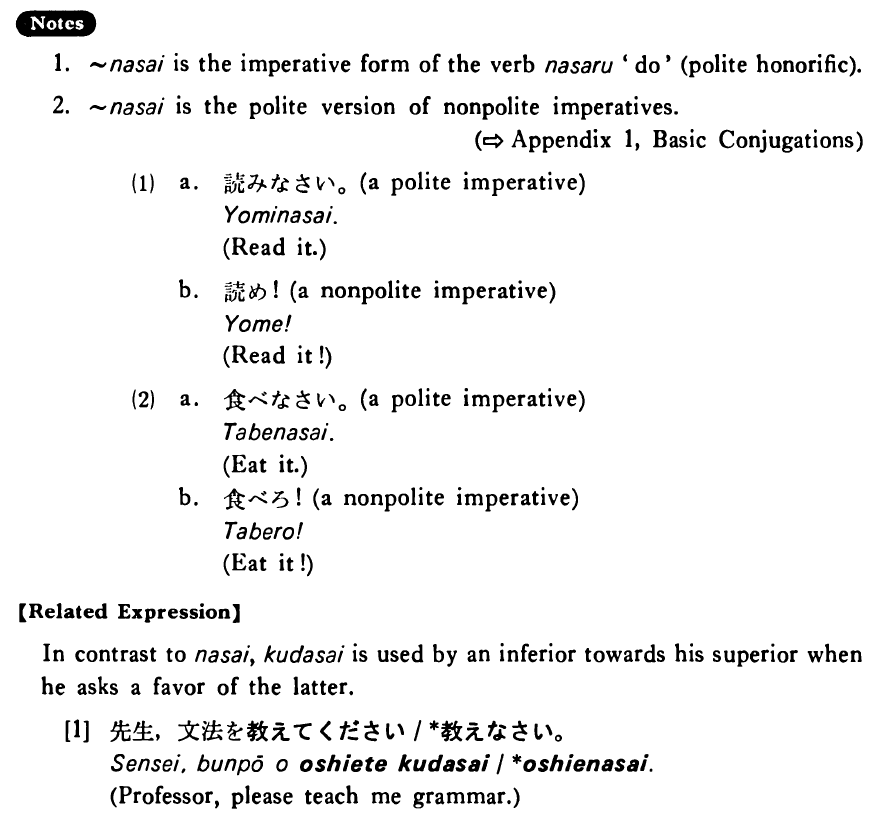 Notes
1. ~nasai is the imperative form of the verb nasaru ‘do’ (polite honorific).
2. ~nasai is the polite version of nonpolite imperatives.
(⇨ Appendix 1, Basic Conjugations)
(1) a. 読みなさい。(a polite imperative)
Yominasai.
(Read it.)
b. 読め! (a nonpolite imperative)
Yome!
(Read it!)
(2) a. 食べなさい。(a polite imperative)
Tabenasai.
(Eat it.)
b. 食べろ! (a nonpolite imperative)
Tabero!
(Eat it!)
【Related Expression】
In contrast to nasai, kudasai is used by an inferior towards his superior when
he asks a favor of the latter.
[1] 先生，文法を教えてください / *教えなさい。
Sensei, bunpō o oshiete kudasai / *oshienasai.
(Professor, please teach me grammar.)